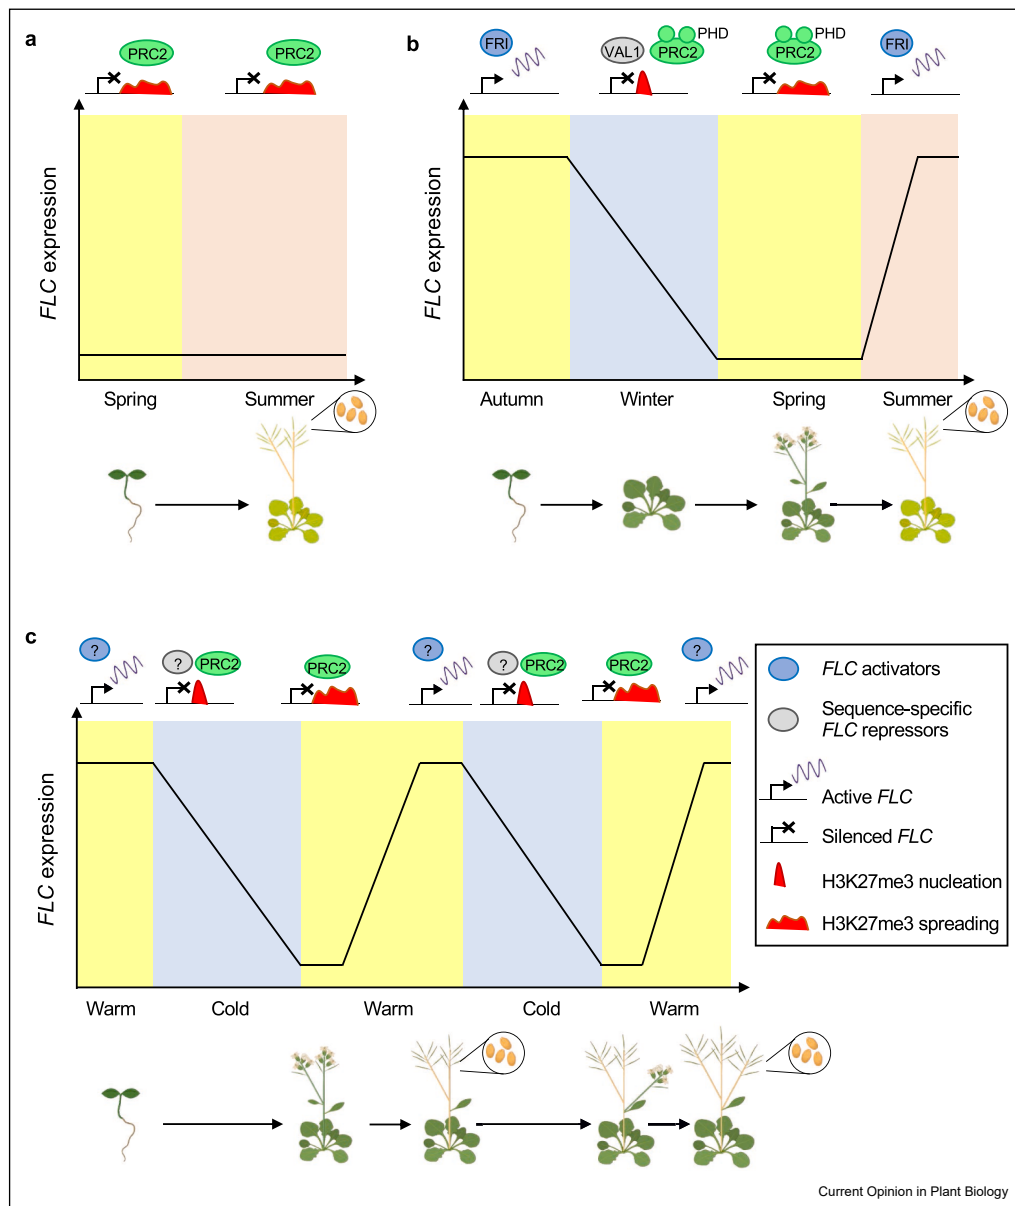 a
PRC2
PRC2
FLC expression
Spring
Summer
b
FRI
VAL1
PHD
PRC2
PHD
PRC2
FRI
FLC expression
Autumn
Winter
Spring
Summer
c
?
?
PRC2
PRC2
?
?
PRC2
PRC2
?
FLC expression
Warm
Cold
Warm
Cold
Warm
FLC activators
Sequence-specific
FLC repressors
Active FLC
Silenced FLC
H3K27me3 nucleation
H3K27me3 spreading
Current Opinion in Plant Biology